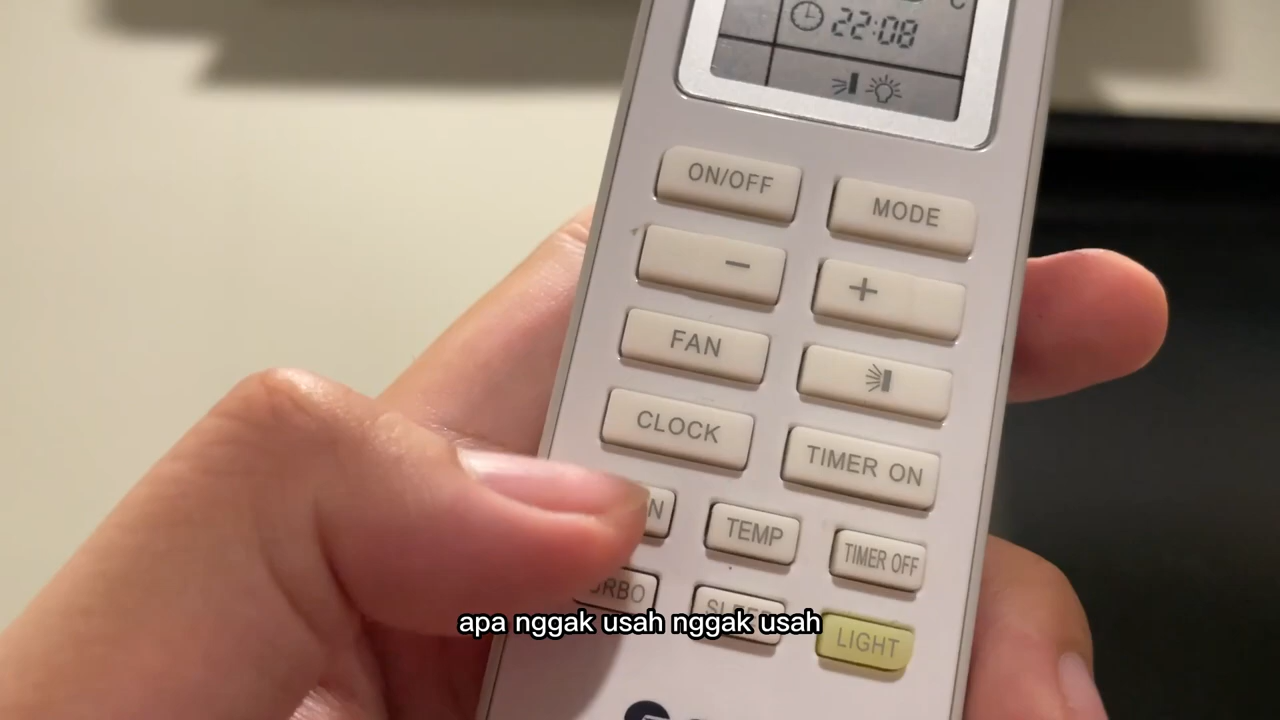 C
22:08
ON/OFF MODE
- +
FAN
CLOCK TIMER ON
TEMP TIMER OFF
LIGHT
apa nggak usah nggak usah